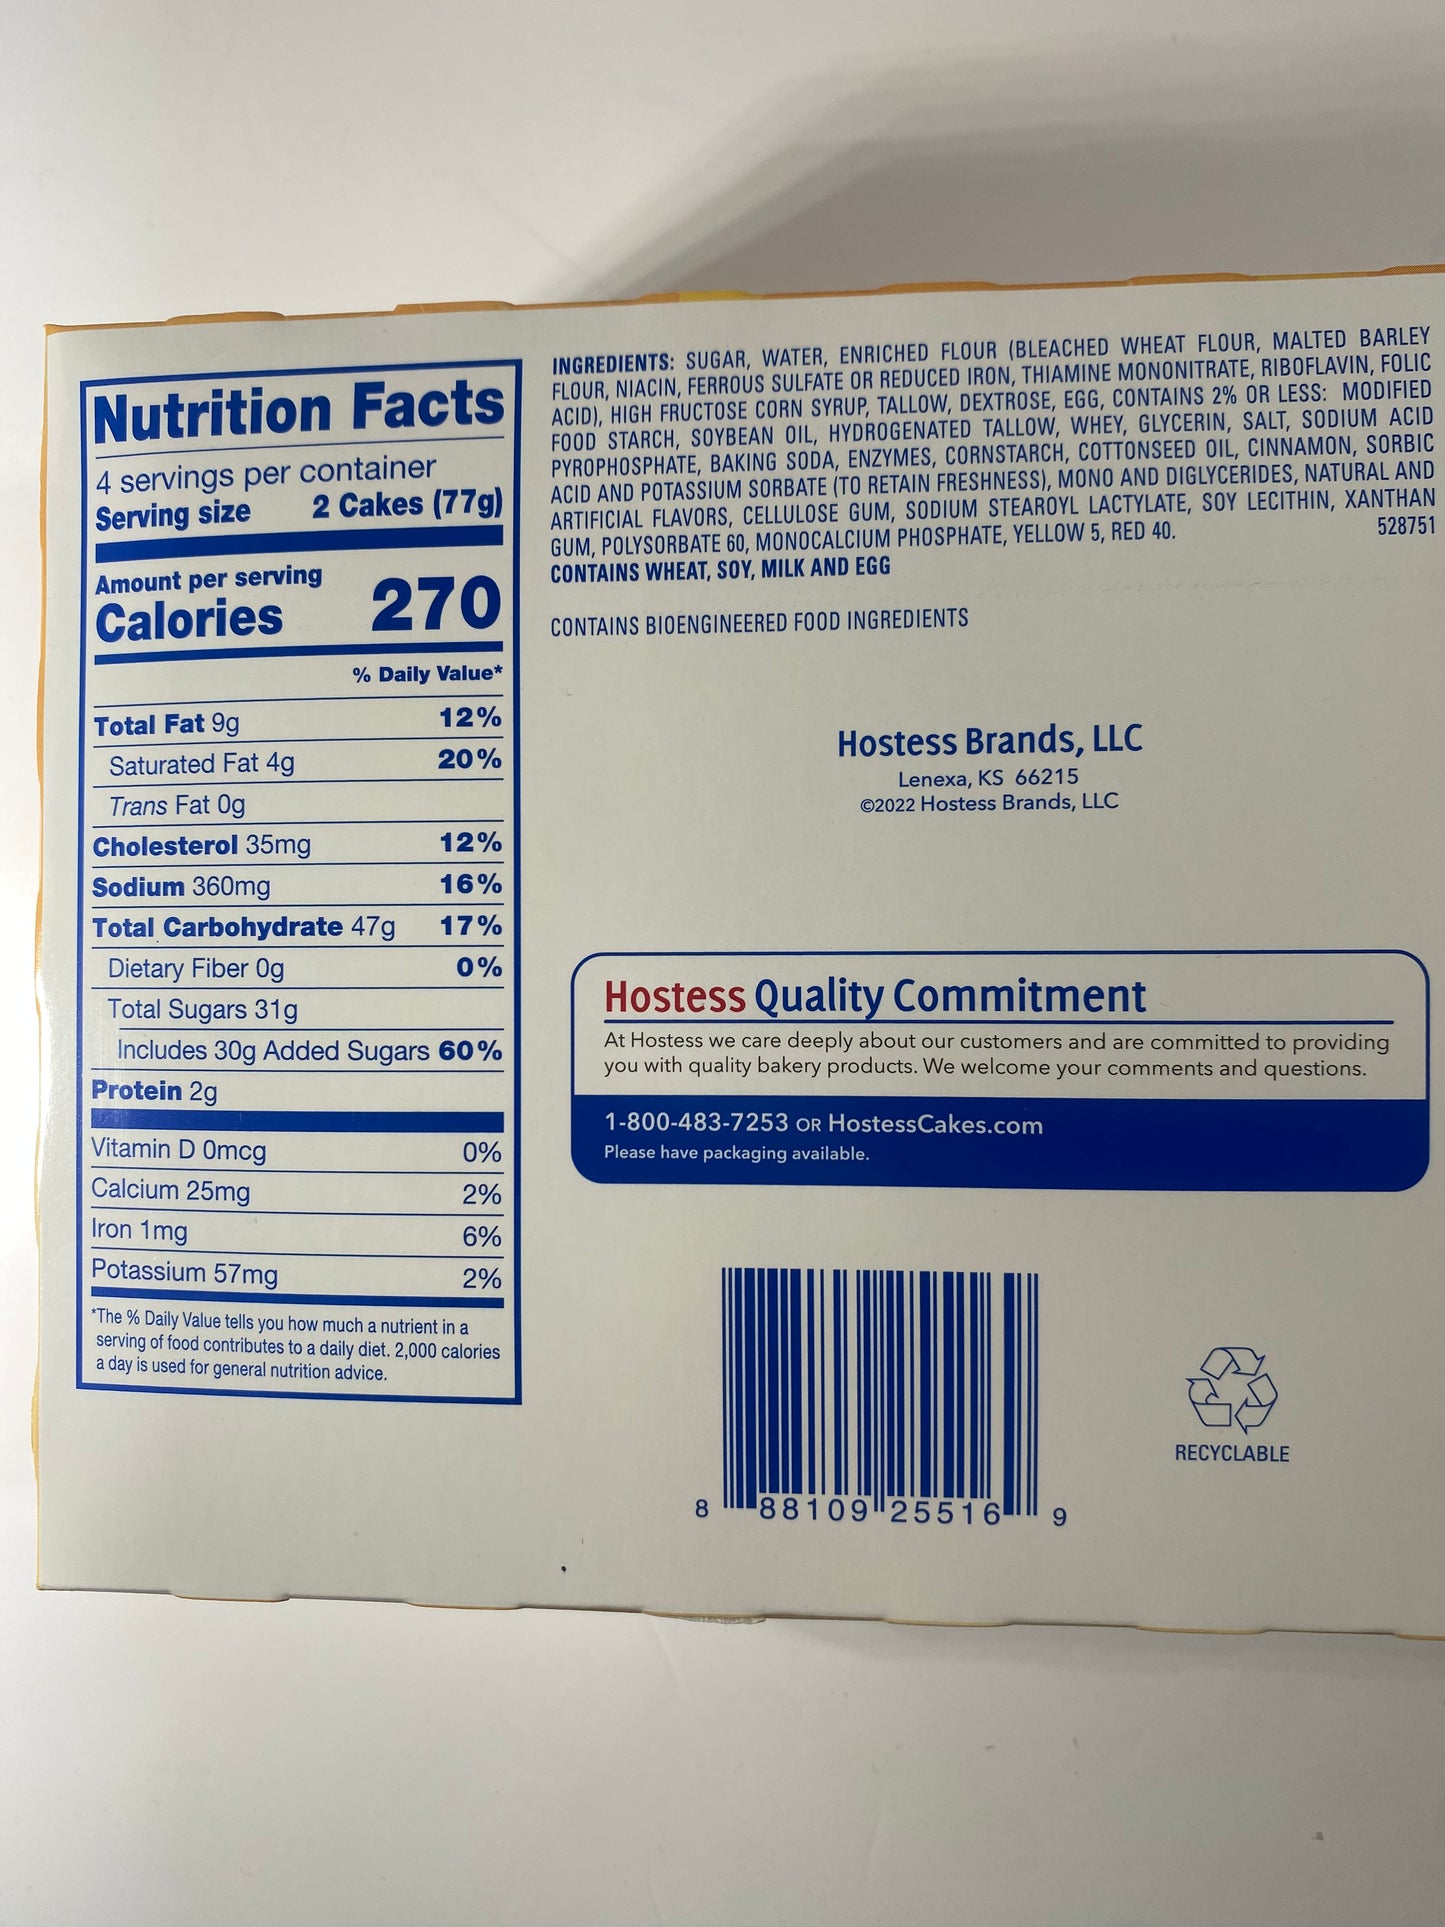 Nutrition Facts
4 servings per container
Serving size 2 Cakes (77g)
Amount per serving
Calories 270
% Daily Value*
Total Fat 9g 12%
Saturated Fat 4g 20%
Trans Fat 0g
Cholesterol 35mg 12%
Sodium 360mg 16%
Total Carbohydrate 47g 17%
Dietary Fiber 0g 0%
Total Sugars 31g
Includes 30g Added Sugars 60%
Protein 2g
Vitamin D 0mcg 0%
Calcium 25mg 2%
Iron 1mg 6%
Potassium 57mg 2%
*The % Daily Value tells you how much a nutrient in a
serving of food contributes to a daily diet. 2,000 calories
a day is used for general nutrition advice.
INGREDIENTS: SUGAR, WATER, ENRICHED FLOUR (BLEACHED WHEAT FLOUR, MALTED BARLEY
FLOUR, NIACIN, FERROUS SULFATE OR REDUCED IRON, THIAMINE MONONITRATE, RIBOFLAVIN, FOLIC
ACID), HIGH FRUCTOSE CORN SYRUP, TALLOW, DEXTROSE, EGG, CONTAINS 2% OR LESS: MODIFIED
FOOD STARCH, SOYBEAN OIL, HYDROGENATED TALLOW, WHEY, GLYCERIN, SALT, SODIUM ACID
PYROPHOSPHATE, BAKING SODA, ENZYMES, CORNSTARCH, COTTONSEED OIL, CINNAMON, SORBIC
ACID AND POTASSIUM SORBATE (TO RETAIN FRESHNESS), MONO AND DIGLYCERIDES, NATURAL AND
ARTIFICIAL FLAVORS, CELLULOSE GUM, SODIUM STEAROYL LACTYLATE, SOY LECITHIN, XANTHAN
GUM, POLYSORBATE 60, MONOCALCIUM PHOSPHATE, YELLOW 5, RED 40. 528751
CONTAINS WHEAT, SOY, MILK AND EGG
CONTAINS BIOENGINEERED FOOD INGREDIENTS
Hostess Brands, LLC
Lenexa, KS 66215
©2022 Hostess Brands, LLC
Hostess Quality Commitment
At Hostess we care deeply about our customers and are committed to providing
you with quality bakery products. We welcome your comments and questions.
1-800-483-7253 OR HostessCakes.com
Please have packaging available.
8 88109 25516 9
RECYCLABLE